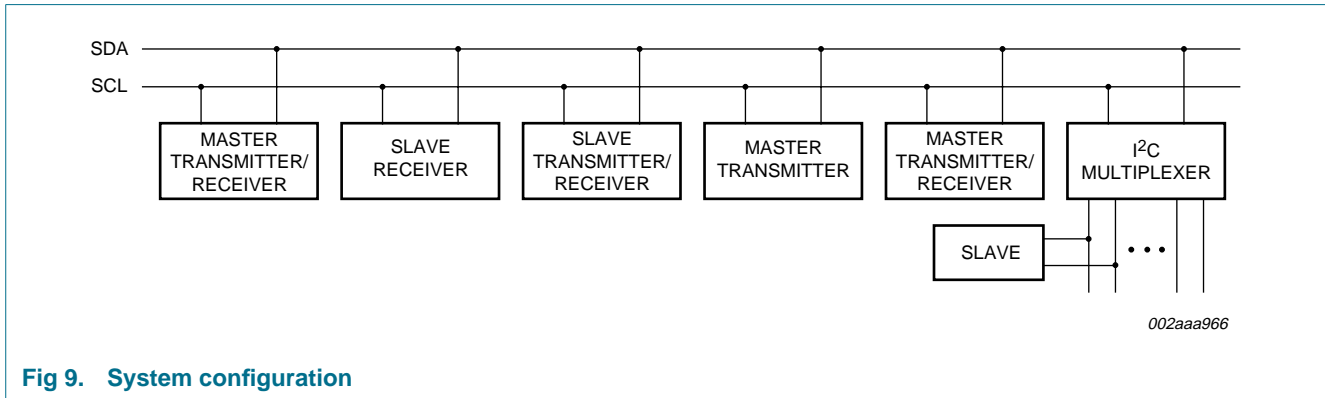 SDA
SCL
MASTER
TRANSMITTER/
RECEIVER
SLAVE
RECEIVER
SLAVE
TRANSMITTER/
RECEIVER
MASTER
TRANSMITTER
MASTER
TRANSMITTER/
RECEIVER
I²C
MULTIPLEXER
SLAVE
002aaa966
Fig 9. System configuration